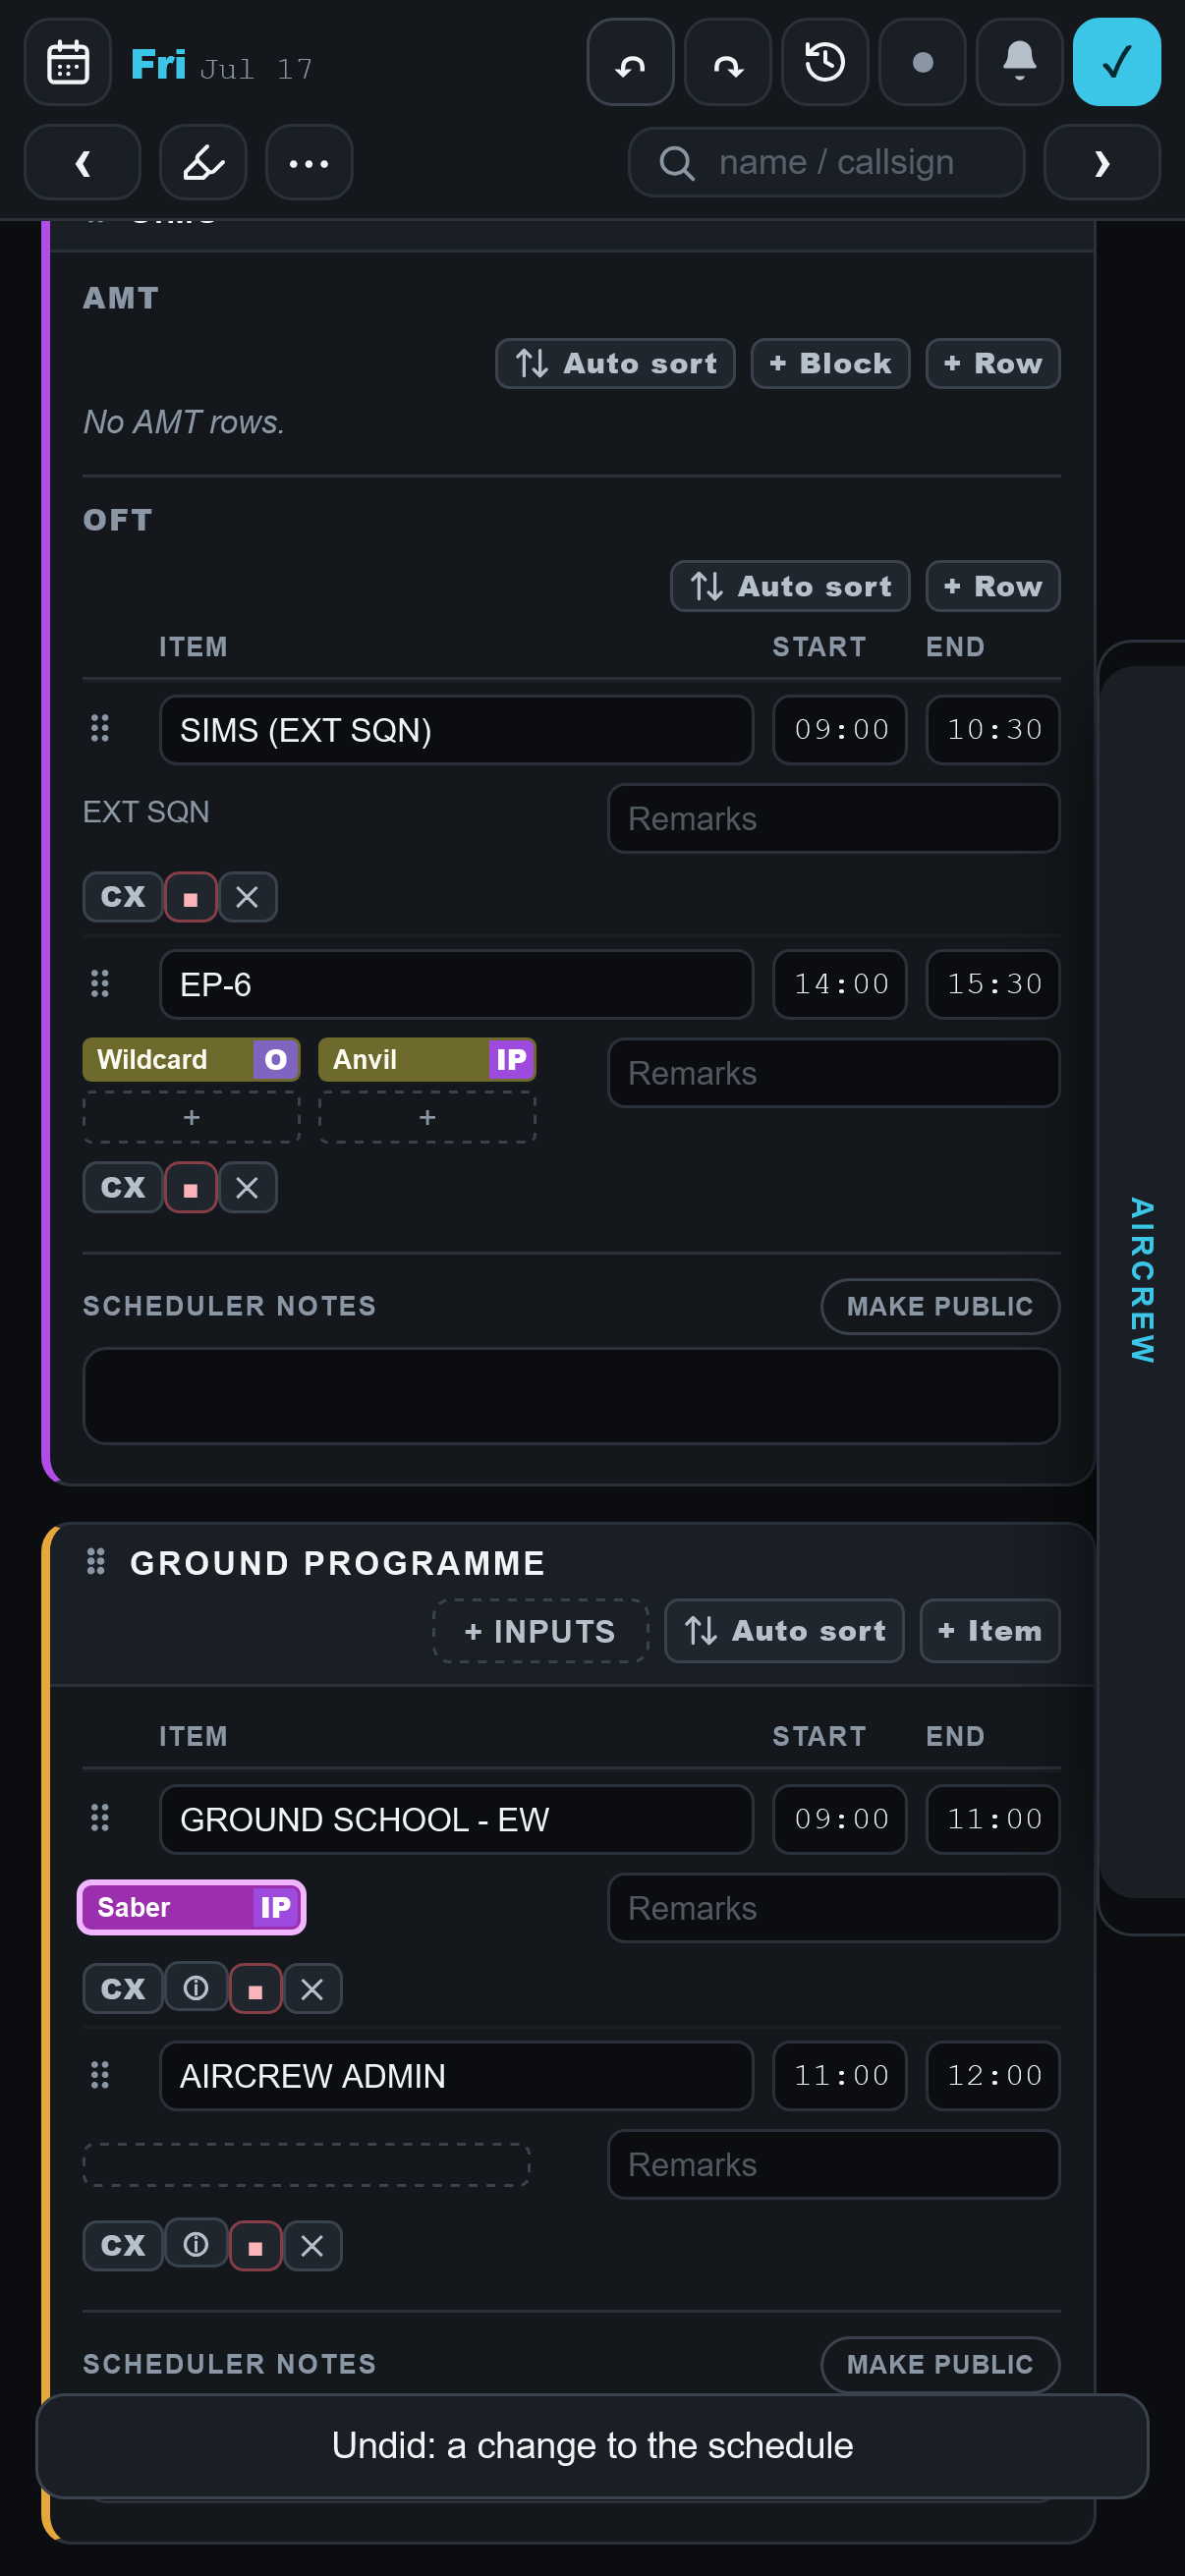 Fri Jul 17
name / callsign
AMT
Auto sort + Block + Row
No AMT rows.
OFT
Auto sort + Row
ITEM START END
SIMS (EXT SQN) 09:00 10:30
EXT SQN Remarks
CX
EP-6 14:00 15:30
Wildcard O Anvil IP Remarks
+ +
CX
SCHEDULER NOTES MAKE PUBLIC
AIRCREW
GROUND PROGRAMME
+ INPUTS Auto sort + Item
ITEM START END
GROUND SCHOOL - EW 09:00 11:00
Saber IP Remarks
CX
AIRCREW ADMIN 11:00 12:00
Remarks
CX
SCHEDULER NOTES MAKE PUBLIC
Undid: a change to the schedule